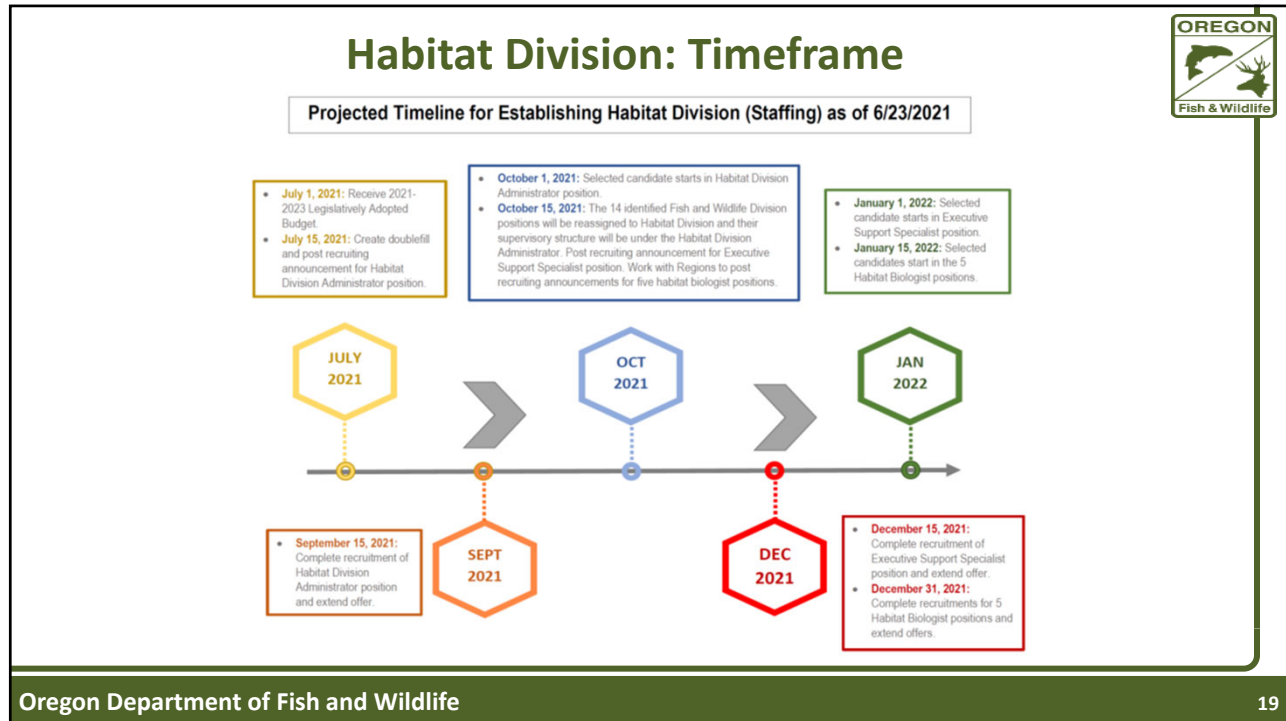 Habitat Division: Timeframe
OREGON
Fish & Wildlife
Projected Timeline for Establishing Habitat Division (Staffing) as of 6/23/2021
• July 1, 2021: Receive 2021-
2023 Legislatively Adopted
Budget.
• July 15, 2021: Create doublefill
and post recruiting
announcement for Habitat
Division Administrator position.
• October 1, 2021: Selected candidate starts in Habitat Division
Administrator position.
• October 15, 2021: The 14 identified Fish and Wildlife Division
positions will be reassigned to Habitat Division and their
supervisory structure will be under the Habitat Division
Administrator. Post recruiting announcement for Executive
Support Specialist position. Work with Regions to post
recruiting announcements for five habitat biologist positions.
• January 1, 2022: Selected
candidate starts in Executive
Support Specialist position.
• January 15, 2022: Selected
candidates start in the 5
Habitat Biologist positions.
JULY
2021
OCT
2021
JAN
2022
• September 15, 2021:
Complete recruitment of
Habitat Division
Administrator position
and extend offer.
SEPT
2021
DEC
2021
• December 15, 2021:
Complete recruitment of
Executive Support Specialist
position and extend offer.
• December 31, 2021:
Complete recruitments for 5
Habitat Biologist positions and
extend offers.
Oregon Department of Fish and Wildlife
19